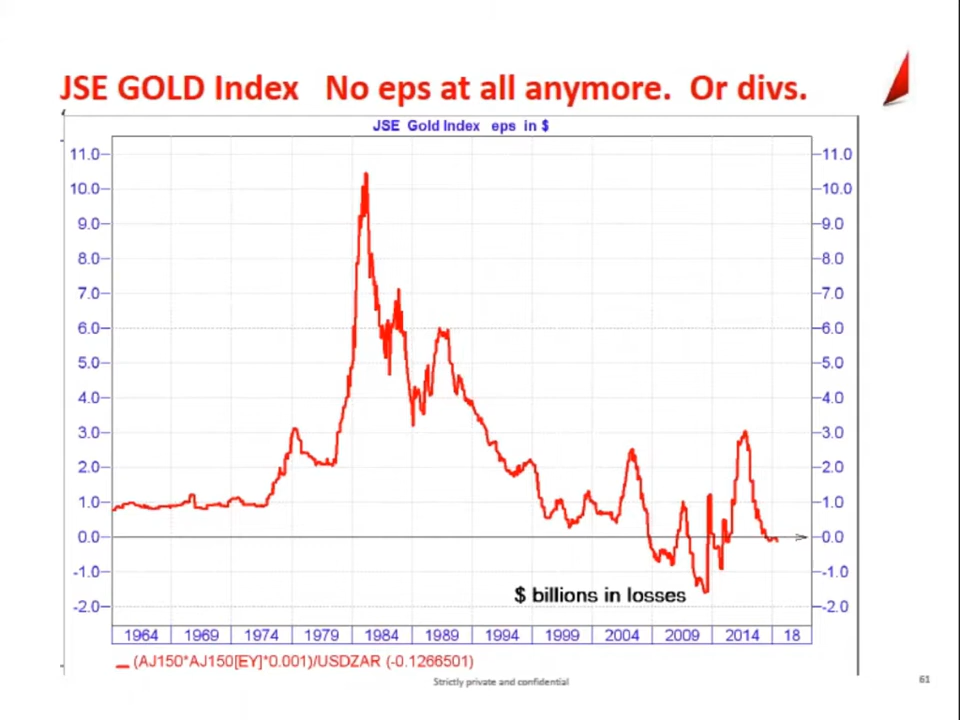 JSE GOLD Index No eps at all anymore. Or divs.
JSE Gold Index eps in $
11.0 11.0
10.0 10.0
9.0 9.0
8.0 8.0
7.0 7.0
6.0 6.0
5.0 5.0
4.0 4.0
3.0 3.0
2.0 2.0
1.0 1.0
0.0 0.0
-1.0 -1.0
$ billions in losses
-2.0 -2.0
1964 1969 1974 1979 1984 1989 1994 1999 2004 2009 2014 18
(AJ150*AJ150[EY]*0.001)/USDZAR (-0.1266501)
Strictly private and confidential 61